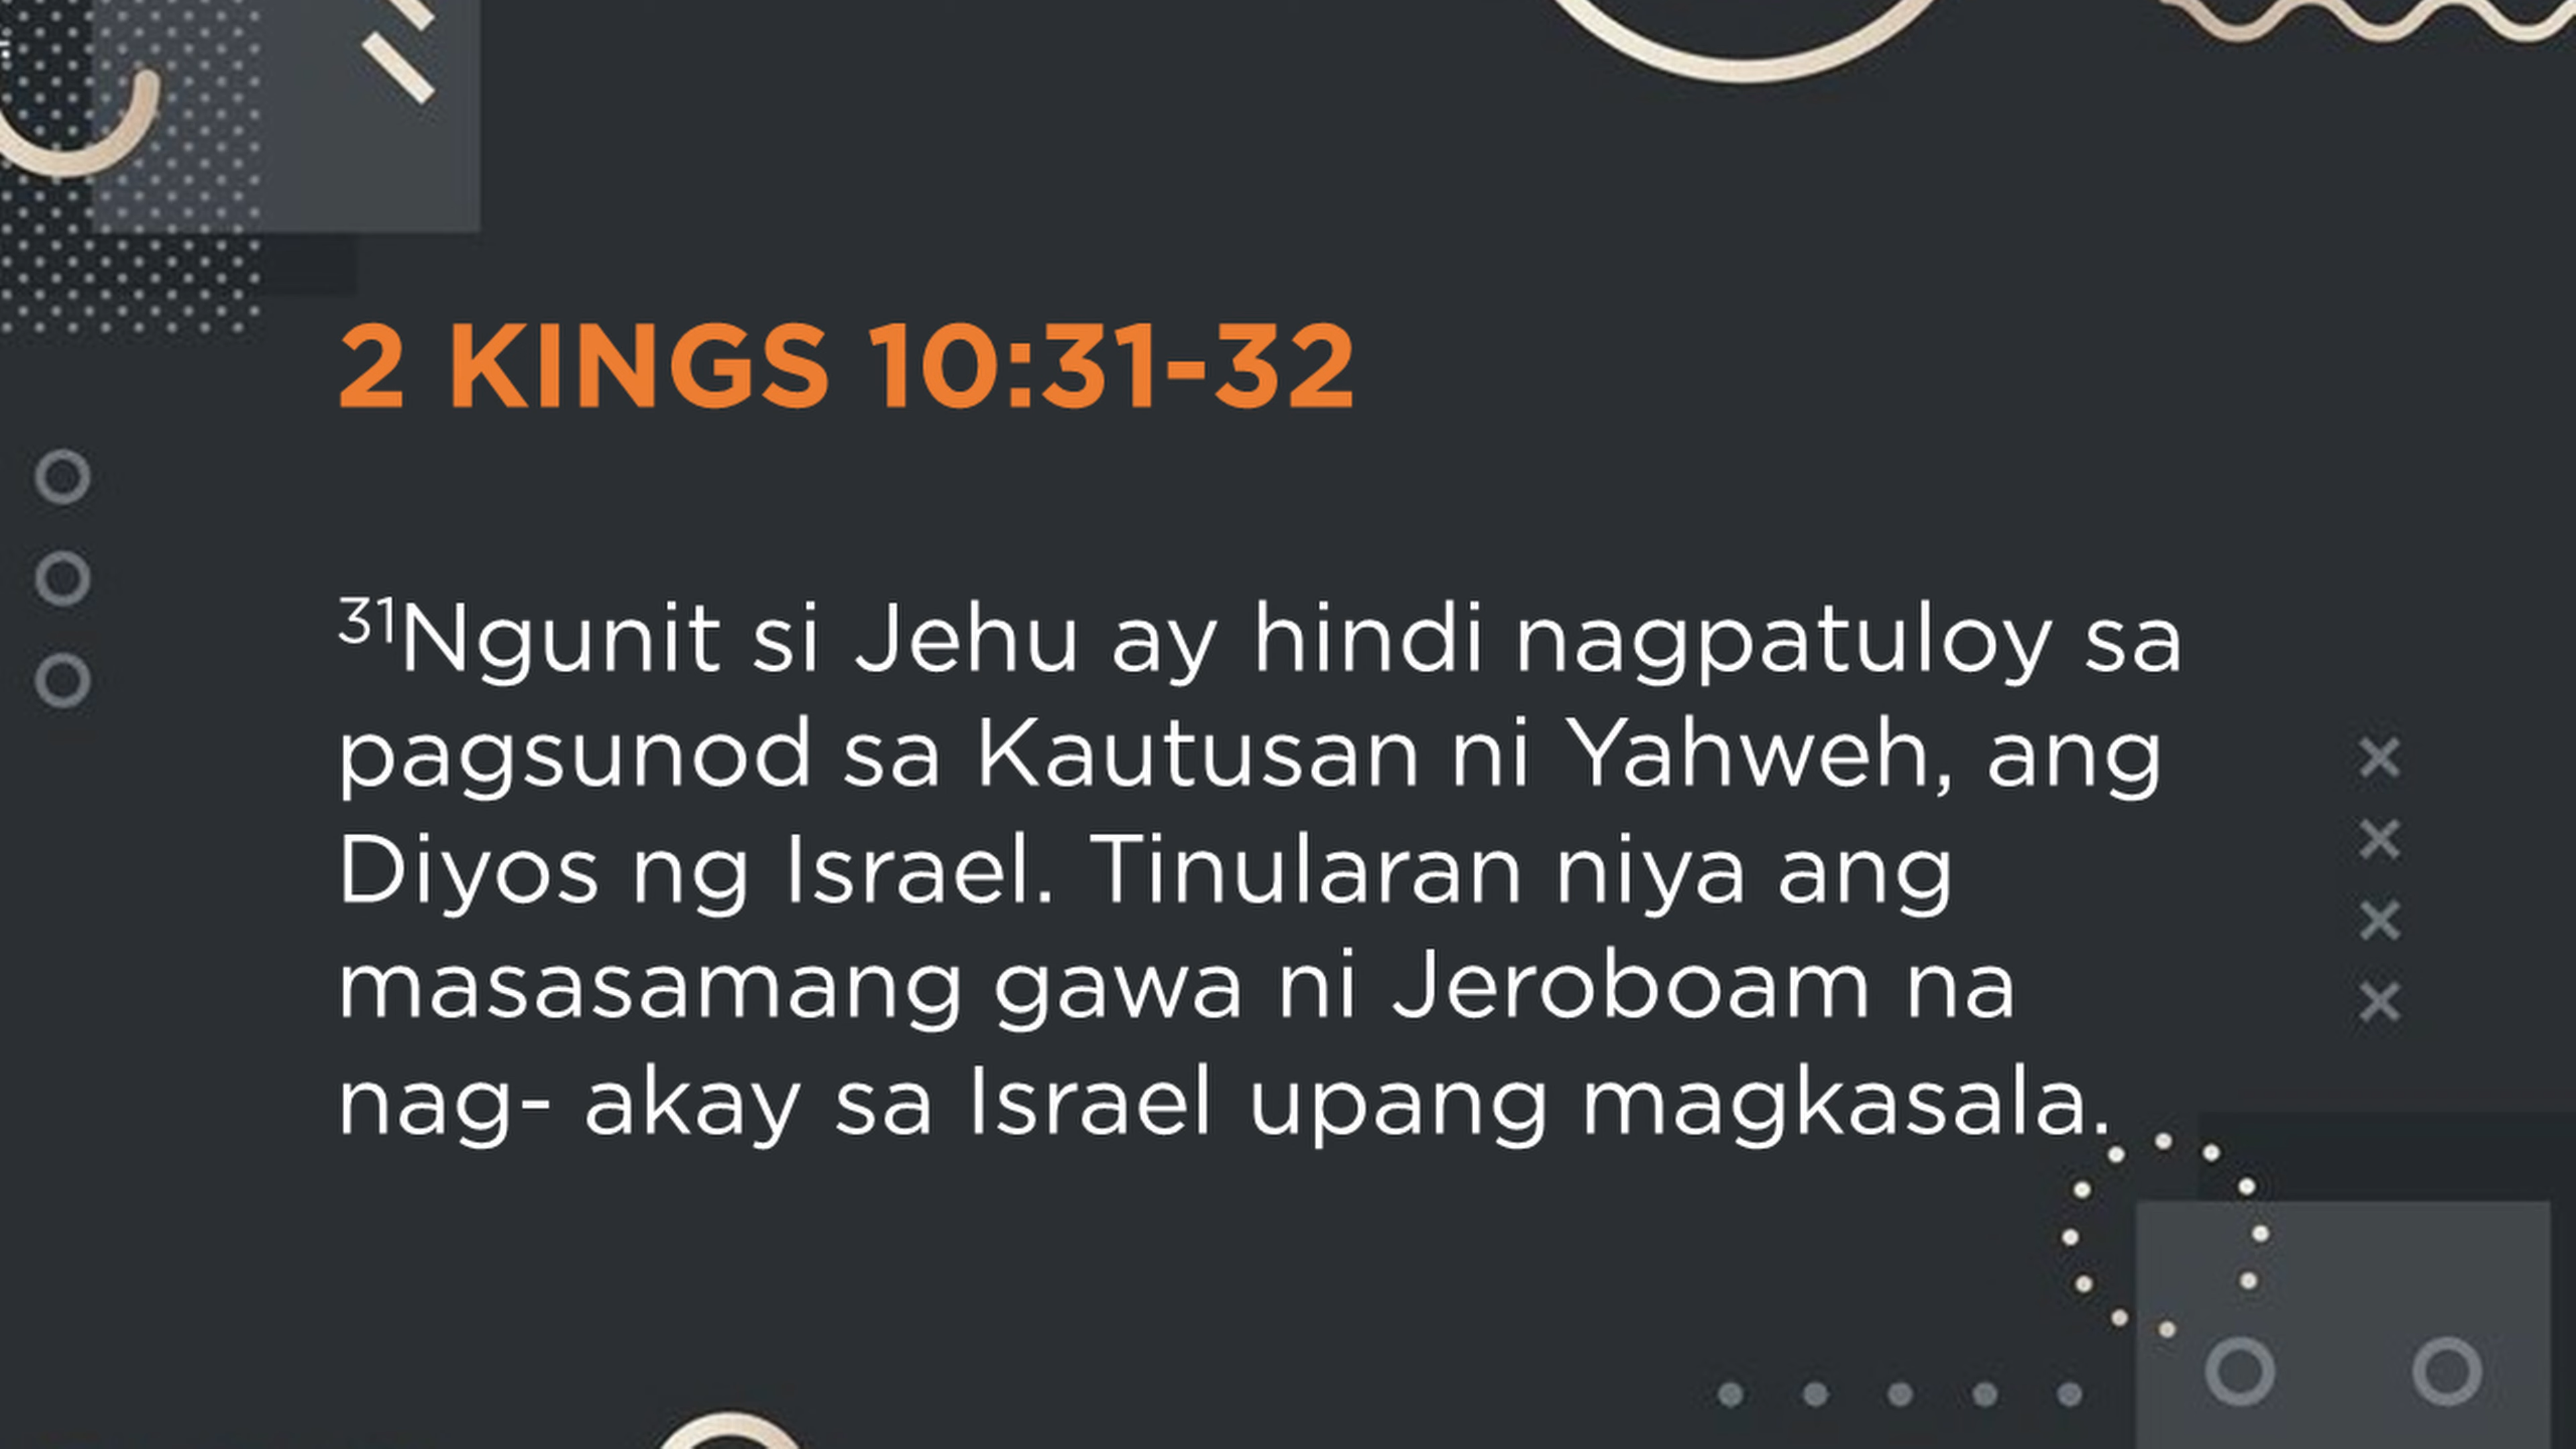 2 KINGS 10:31-32
³¹Ngunit si Jehu ay hindi nagpatuloy sa
pagsunod sa Kautusan ni Yahweh, ang
Diyos ng Israel. Tinularan niya ang
masasamang gawa ni Jeroboam na
nag- akay sa Israel upang magkasala.